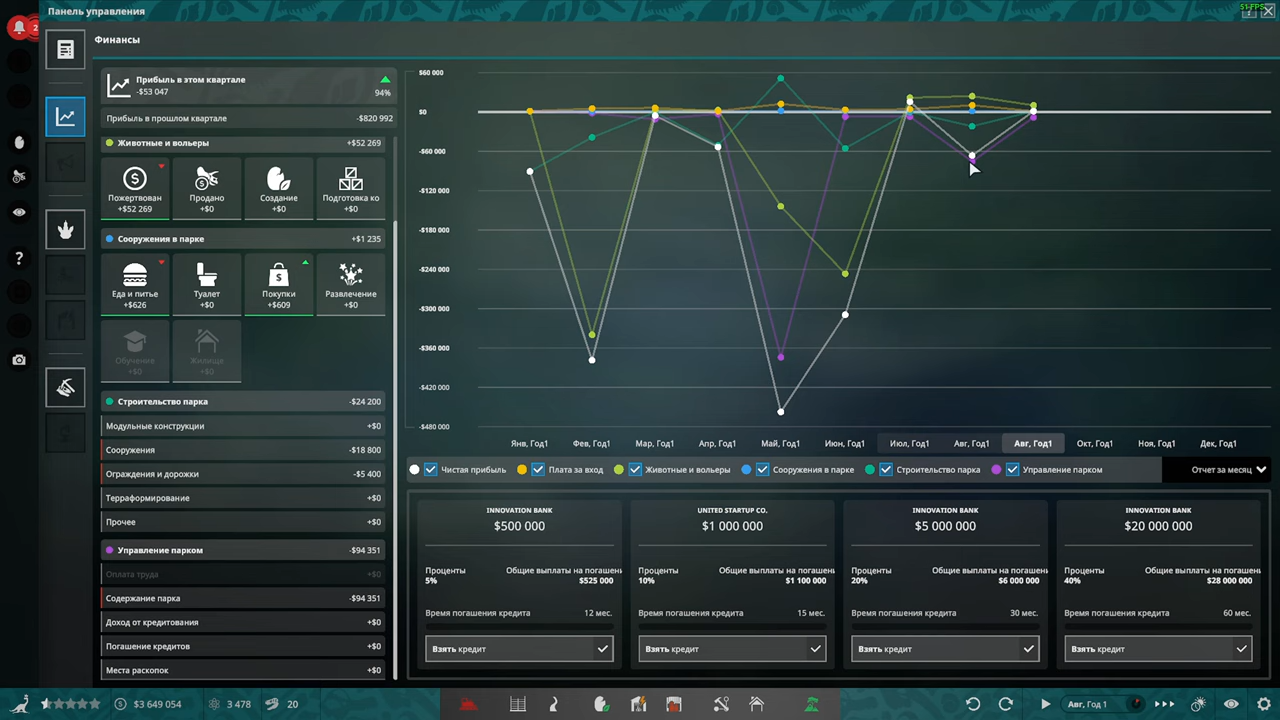 Панель управления
51 FPS
2
Финансы
Прибыль в этом квартале
-$53 047
94%
Прибыль в прошлом квартале
-$820 992
Животные и вольеры
+$52 269
Пожертвован
+$52 269
Продано
+$0
Создание
+$0
Подготовка ко
+$0
Сооружения в парке
+$1 235
Еда и питье
+$626
Туалет
+$0
Покупки
+$609
Развлечение
+$0
Обучение
+$0
Жилище
+$0
Строительство парка
-$24 200
Модульные конструкции
+$0
Сооружения
-$18 800
Ограждения и дорожки
-$5 400
Терраформирование
+$0
Прочее
+$0
Управление парком
-$94 351
Оплата труда
+$0
Содержание парка
-$94 351
Доход от кредитования
+$0
Погашение кредитов
+$0
Места раскопок
+$0
$60 000
$0
-$60 000
-$120 000
-$180 000
-$240 000
-$300 000
-$360 000
-$420 000
-$480 000
Янв, Год1
Фев, Год1
Мар, Год1
Апр, Год1
Май, Год1
Июн, Год1
Июл, Год1
Авг, Год1
Авг, Год1
Окт, Год1
Ноя, Год1
Дек, Год1
Чистая прибыль
Плата за вход
Животные и вольеры
Сооружения в парке
Строительство парка
Управление парком
Отчет за месяц
INNOVATION BANK
$500 000
Проценты
5%
Общие выплаты на погашени
$525 000
Время погашения кредита
12 мес.
Взять кредит
UNITED STARTUP CO.
$1 000 000
Проценты
10%
Общие выплаты на погашени
$1 100 000
Время погашения кредита
15 мес.
Взять кредит
INNOVATION BANK
$5 000 000
Проценты
20%
Общие выплаты на погашени
$6 000 000
Время погашения кредита
30 мес.
Взять кредит
INNOVATION BANK
$20 000 000
Проценты
40%
Общие выплаты на погашени
$28 000 000
Время погашения кредита
60 мес.
Взять кредит
$3 649 054
3 478
20
Авг, Год 1